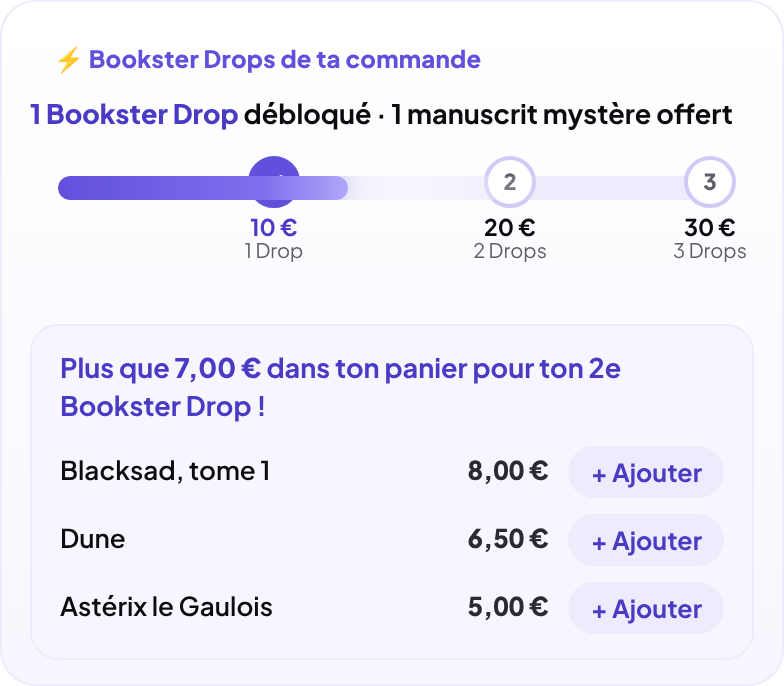 ⚡ Bookster Drops de ta commande
1 Bookster Drop débloqué · 1 manuscrit mystère offert
2 3
10 € 20 € 30 €
1 Drop 2 Drops 3 Drops
Plus que 7,00 € dans ton panier pour ton 2e
Bookster Drop !
Blacksad, tome 1 8,00 € + Ajouter
Dune 6,50 € + Ajouter
Astérix le Gaulois 5,00 € + Ajouter